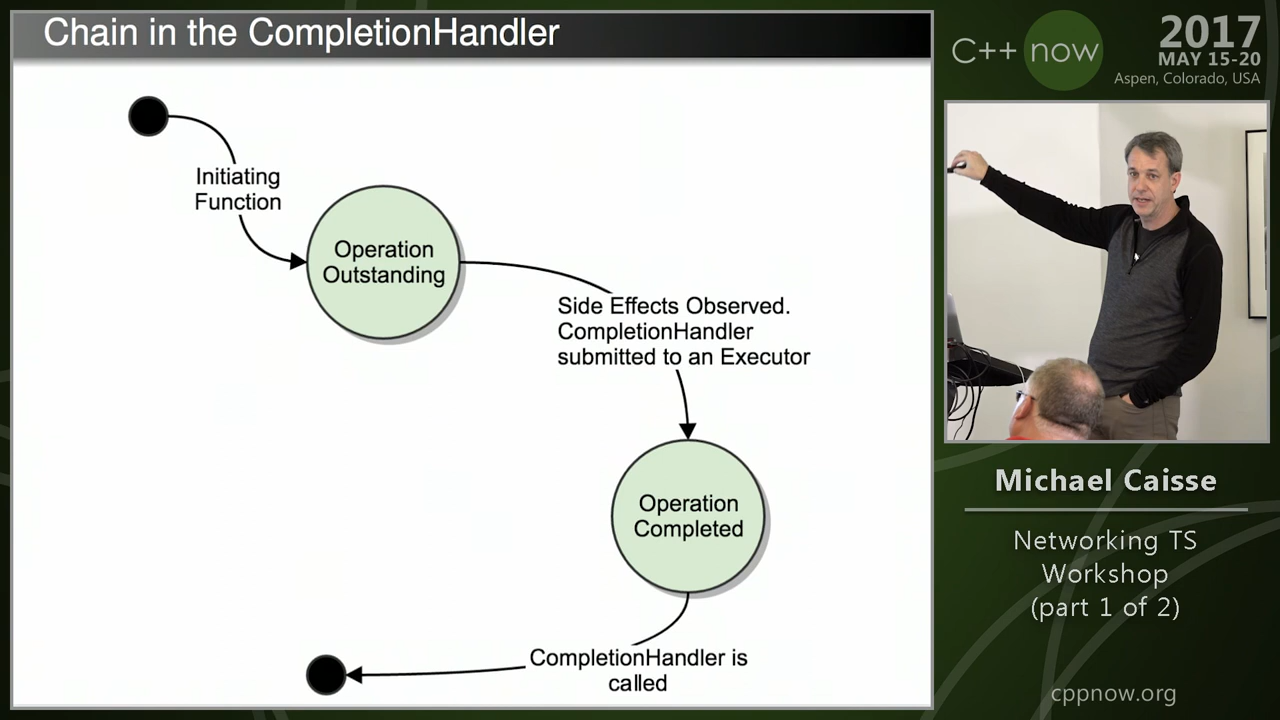 Chain in the CompletionHandler
Initiating
Function
Operation
Outstanding
Side Effects Observed.
CompletionHandler
submitted to an Executor
Operation
Completed
CompletionHandler is
called
C++ now
2017
MAY 15-20
Aspen, Colorado, USA
Michael Caisse
Networking TS
Workshop
(part 1 of 2)
cppnow.org